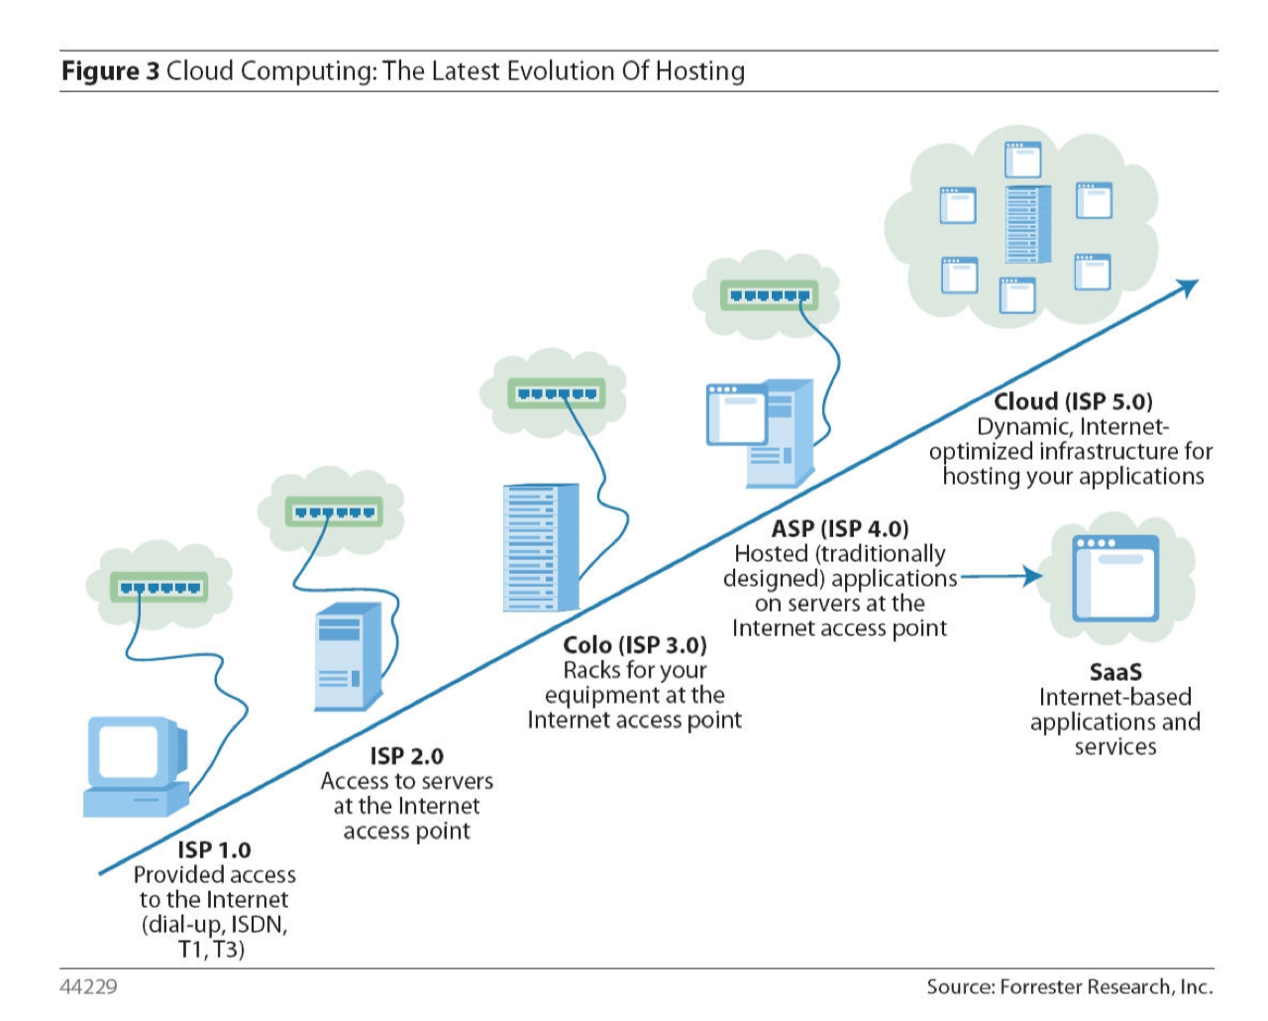 Figure 3 Cloud Computing: The Latest Evolution Of Hosting
Cloud (ISP 5.0)
Dynamic, Internet-
optimized infrastructure for
hosting your applications
ASP (ISP 4.0)
Hosted (traditionally
designed) applications
on servers at the
Internet access point
SaaS
Internet-based
applications and
services
Colo (ISP 3.0)
Racks for your
equipment at the
Internet access point
ISP 2.0
Access to servers
at the Internet
access point
ISP 1.0
Provided access
to the Internet
(dial-up, ISDN,
T1, T3)
44229
Source: Forrester Research, Inc.